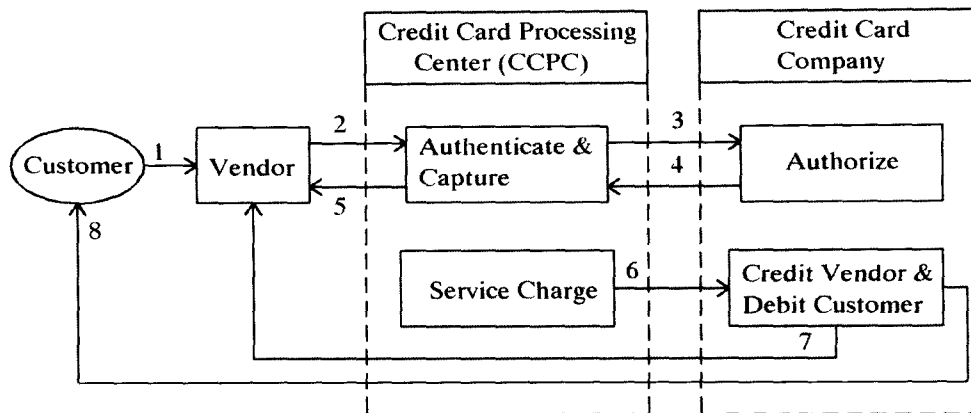 Credit Card Processing
Center (CCPC)
Credit Card
Company
Customer
1
Vendor
2
5
Authenticate &
Capture
3
4
Authorize
8
Service Charge
6
Credit Vendor &
Debit Customer
7